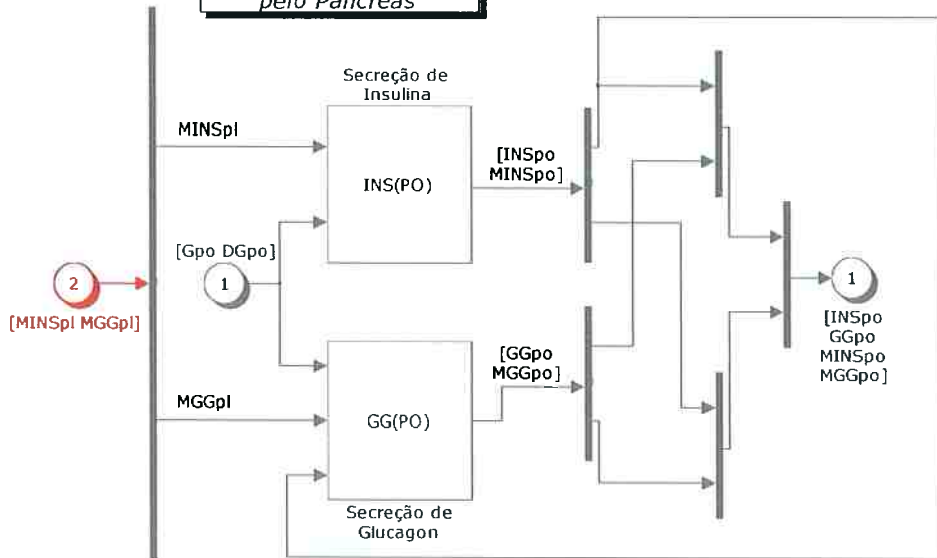 pelo Pâncreas
Secreção de
Insulina
MINSpl
INS(PO)
[INSpo
MINSpo]
[Gpo DGpo]
2
1
1
[MINSpl MGGpl]
[INSpo
GGpo
MINSpo
MGGpo]
[GGpo
MGGpo]
MGGpl
GG(PO)
Secreção de
Glucagon